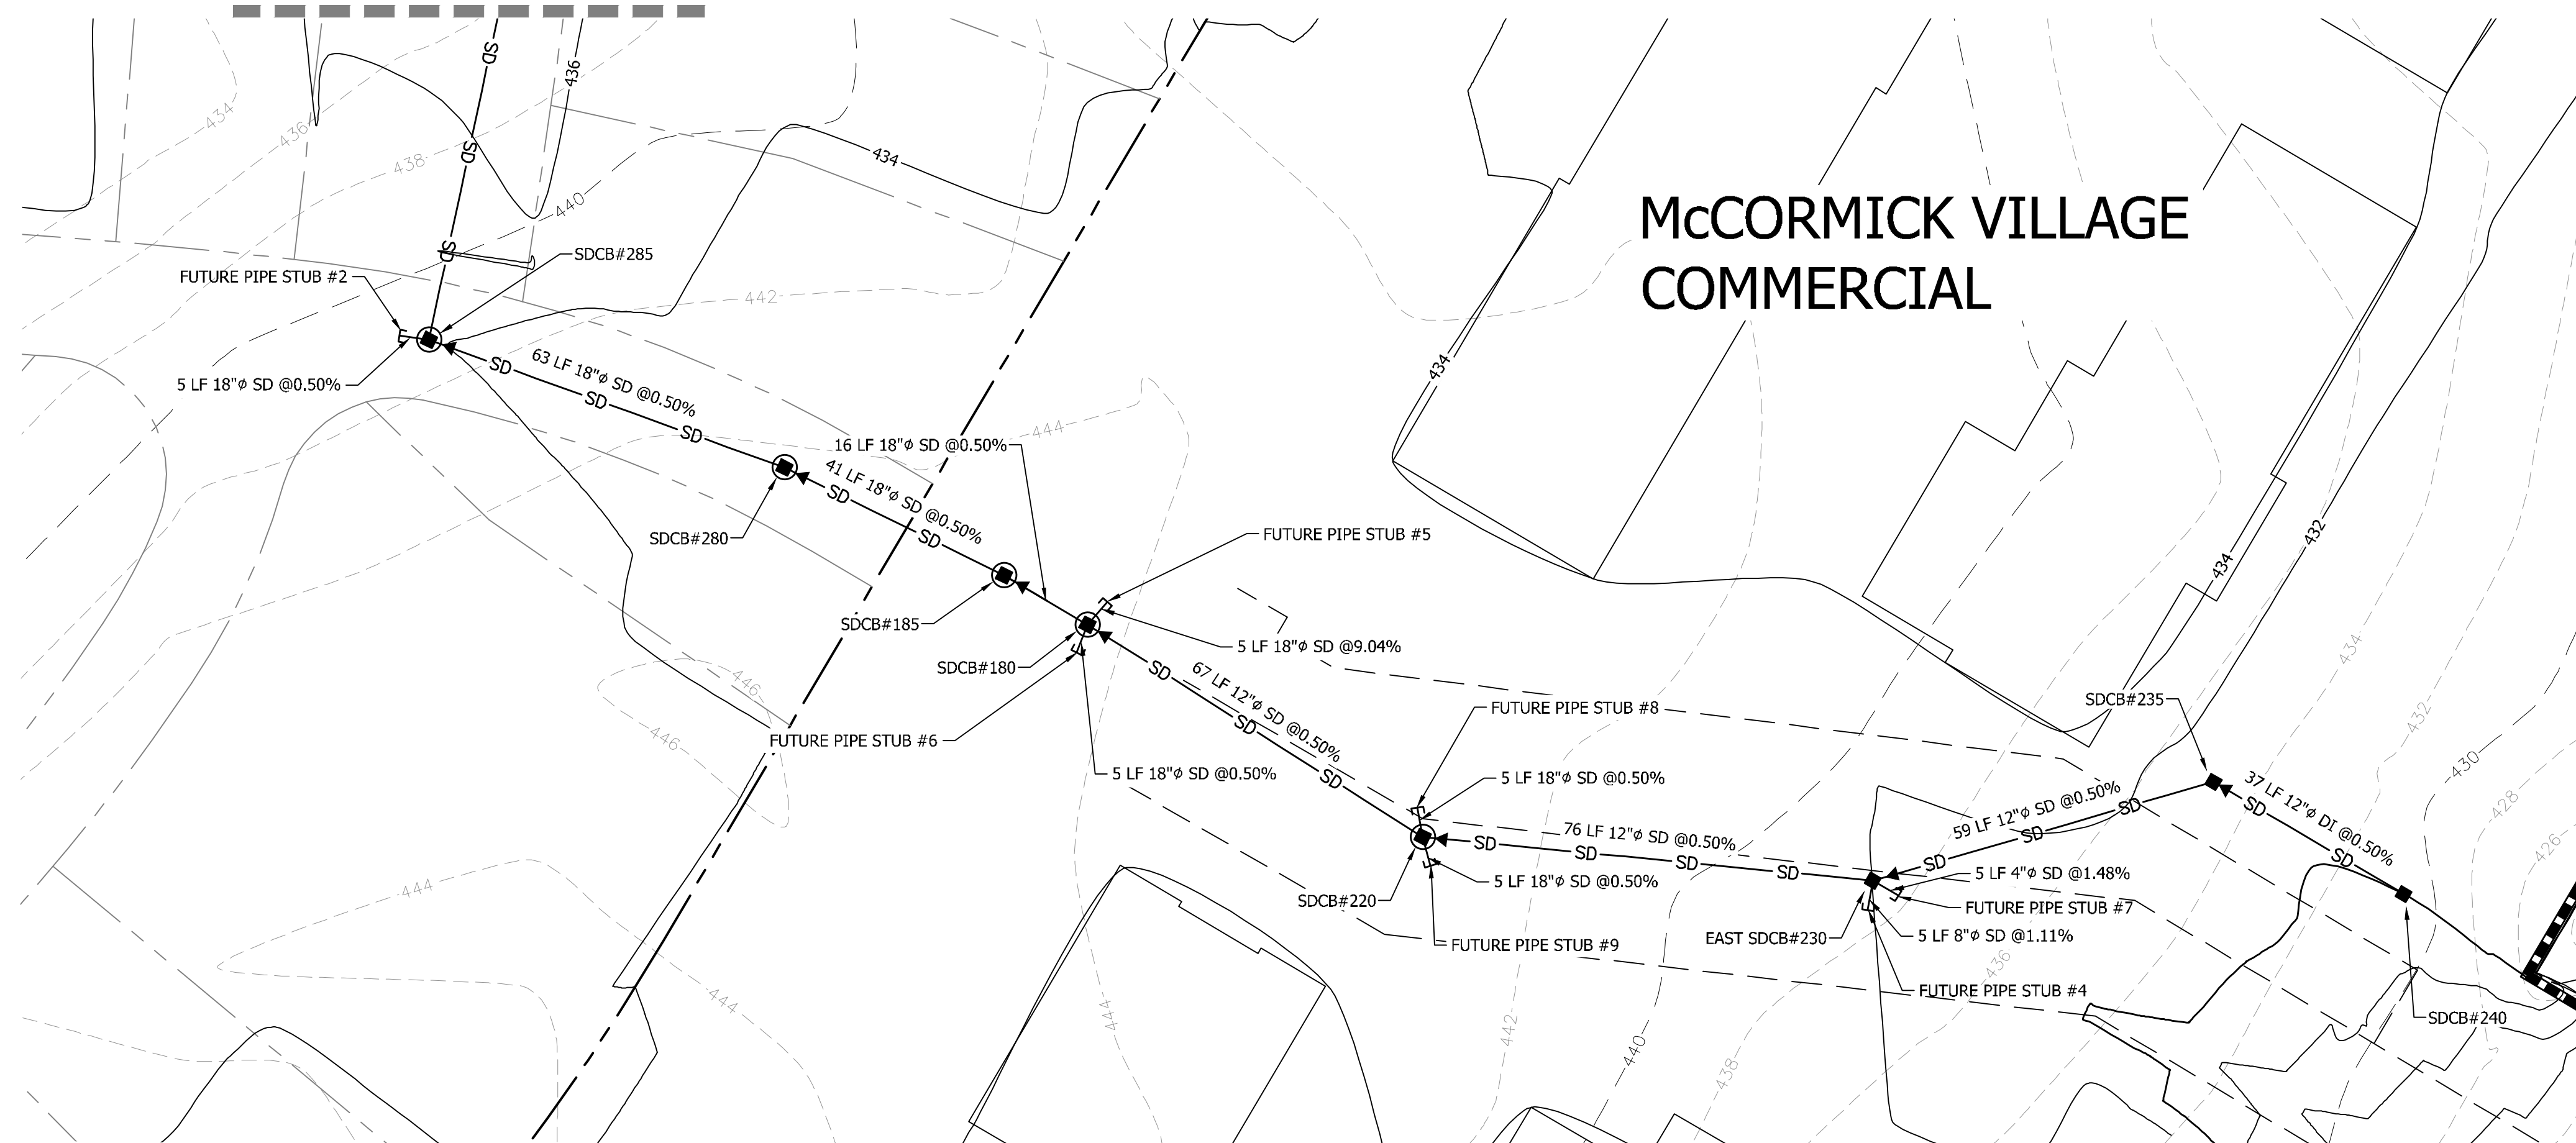 McCORMICK VILLAGE
COMMERCIAL
SD
436
434
436
438
SD
434
440
SD
SDCB#285
FUTURE PIPE STUB #2
442
5 LF 18"ø SD @0.50%
SD
63 LF 18"ø SD @0.50%
SD
SD
434
16 LF 18"ø SD @0.50%
444
41 LF 18"ø SD @0.50%
SD
SD
SDCB#280
FUTURE PIPE STUB #5
432
434
SDCB#185
5 LF 18"ø SD @9.04%
SDCB#180
SD
67 LF 12"ø SD @0.50%
SD
SD
434
446
446
FUTURE PIPE STUB #8
SDCB#235
432
FUTURE PIPE STUB #6
5 LF 18"ø SD @0.50%
5 LF 18"ø SD @0.50%
430
37 LF 12"ø DI @0.50%
SD
SD
428
426
59 LF 12"ø SD @0.50%
SD
SD
SD
76 LF 12"ø SD @0.50%
SD
SD
SD
SD
5 LF 18"ø SD @0.50%
5 LF 4"ø SD @1.48%
444
SDCB#220
FUTURE PIPE STUB #7
FUTURE PIPE STUB #9
EAST SDCB#230
5 LF 8"ø SD @1.11%
436
FUTURE PIPE STUB #4
444
444
442
440
438
SDCB#240